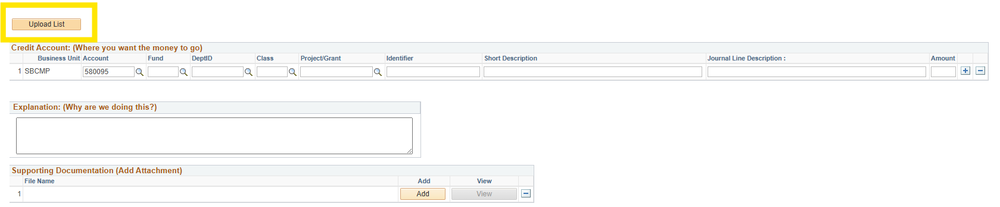 Upload List
Credit Account: (Where you want the money to go)
Business Unit Account Fund DeptID Class Project/Grant Identifier Short Description Journal Line Description : Amount
1 SBCMP 580095
Explanation: (Why are we doing this?)
Supporting Documentation (Add Attachment)
File Name Add View
1 Add View